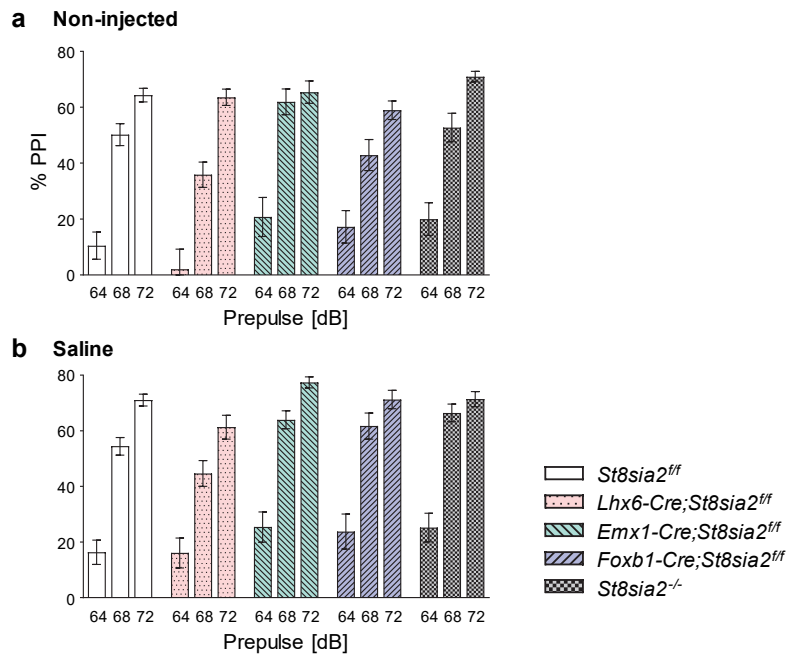 a Non-injected
80
60
40
20
0
% PPI
64 68 72 64 68 72 64 68 72 64 68 72 64 68 72
Prepulse [dB]
b Saline
80
60
40
20
0
% PPI
64 68 72 64 68 72 64 68 72 64 68 72 64 68 72
Prepulse [dB]
St8sia2f/f
Lhx6-Cre;St8sia2f/f
Emx1-Cre;St8sia2f/f
Foxb1-Cre;St8sia2f/f
St8sia2-/-